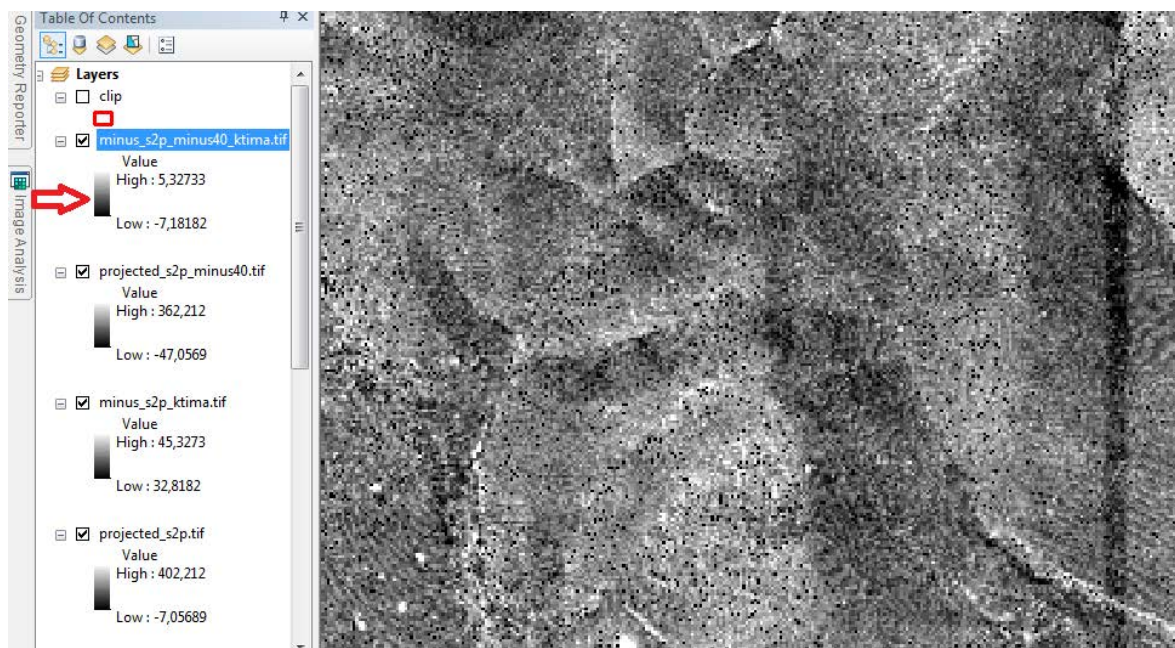 Geometry Reporter
Image Analysis
Table Of Contents
Layers
clip
minus_s2p_minus40_ktima.tif
Value
High : 5,32733
Low : -7,18182
projected_s2p_minus40.tif
Value
High : 362,212
Low : -47,0569
minus_s2p_ktima.tif
Value
High : 45,3273
Low : 32,8182
projected_s2p.tif
Value
High : 402,212
Low : -7,05689